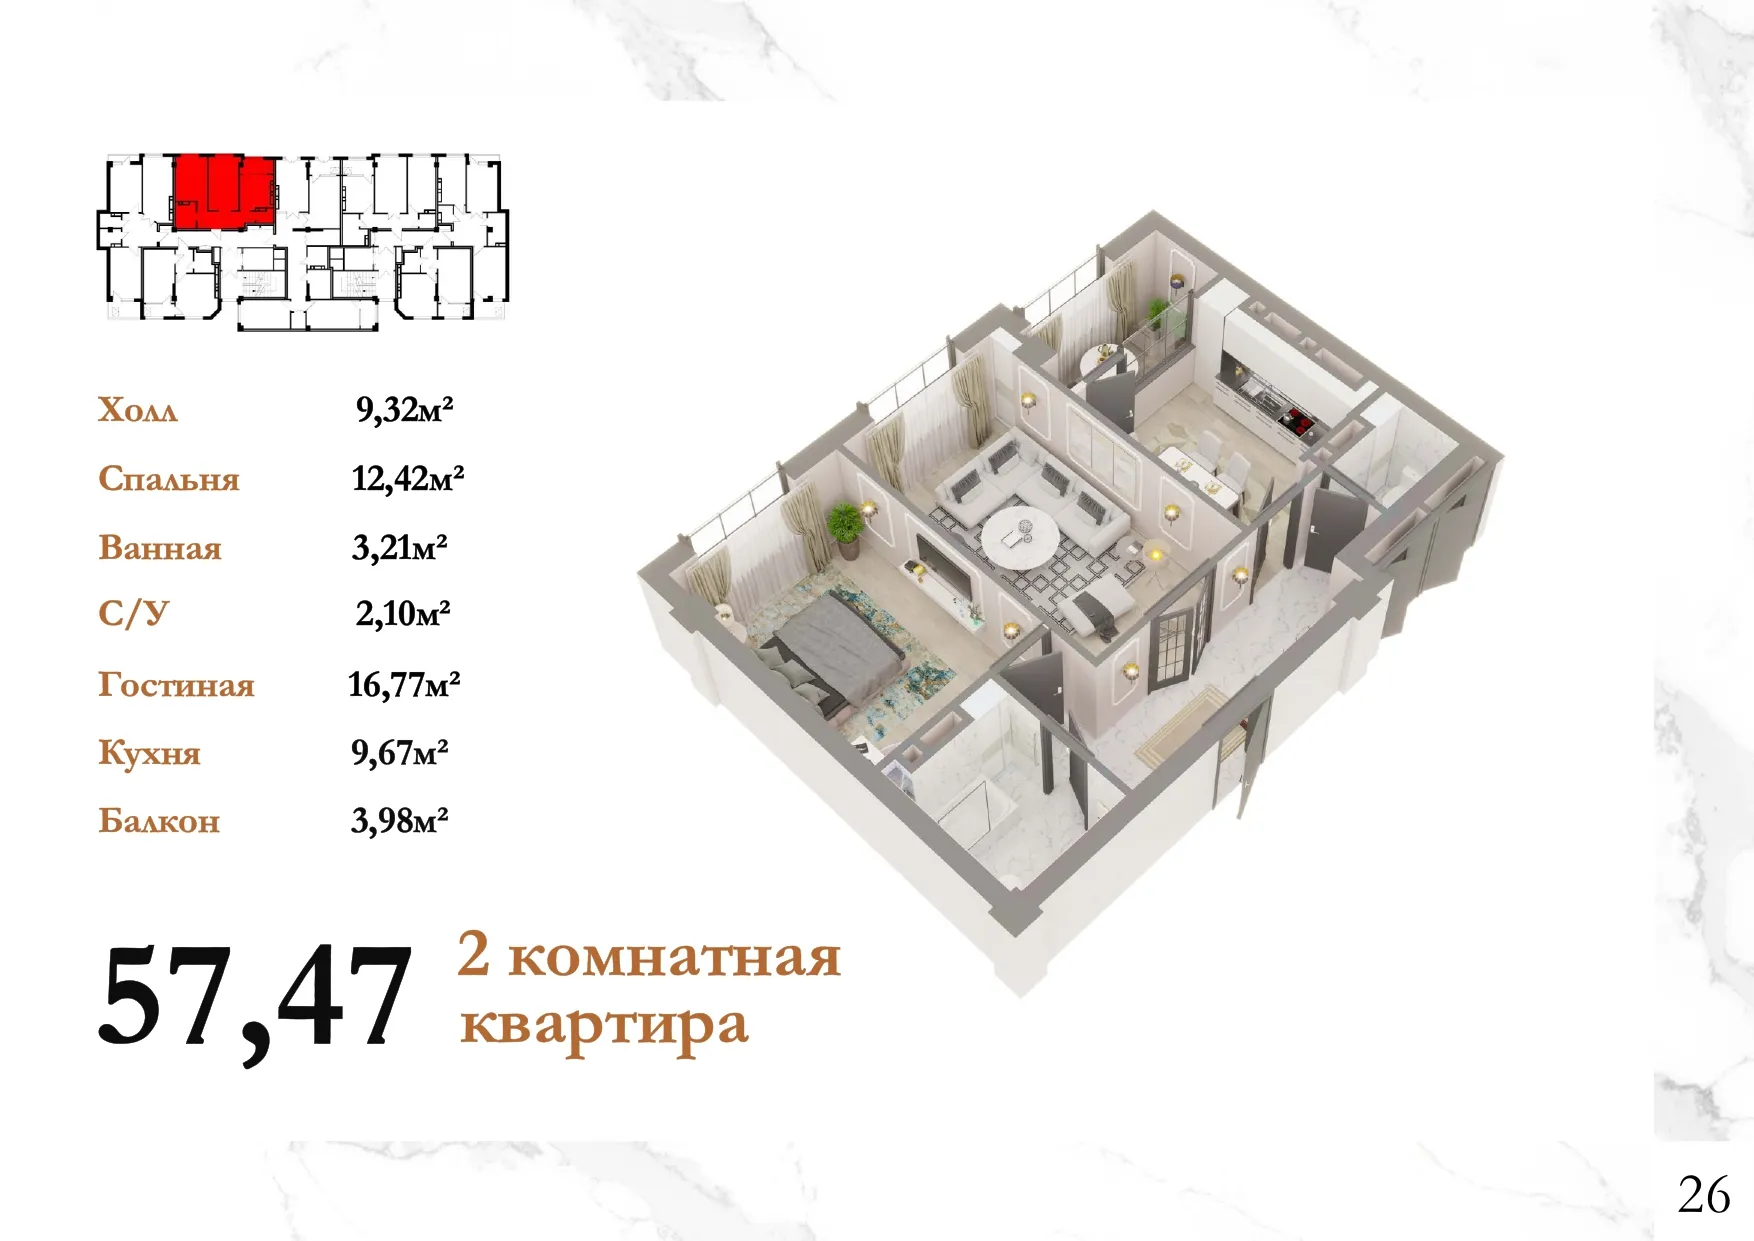 Холл 9,32м²
Спальня 12,42м²
Ванная 3,21м²
С/У 2,10м²
Гостиная 16,77м²
Кухня 9,67м²
Балкон 3,98м²
57,47 2 комнатная
квартира
26